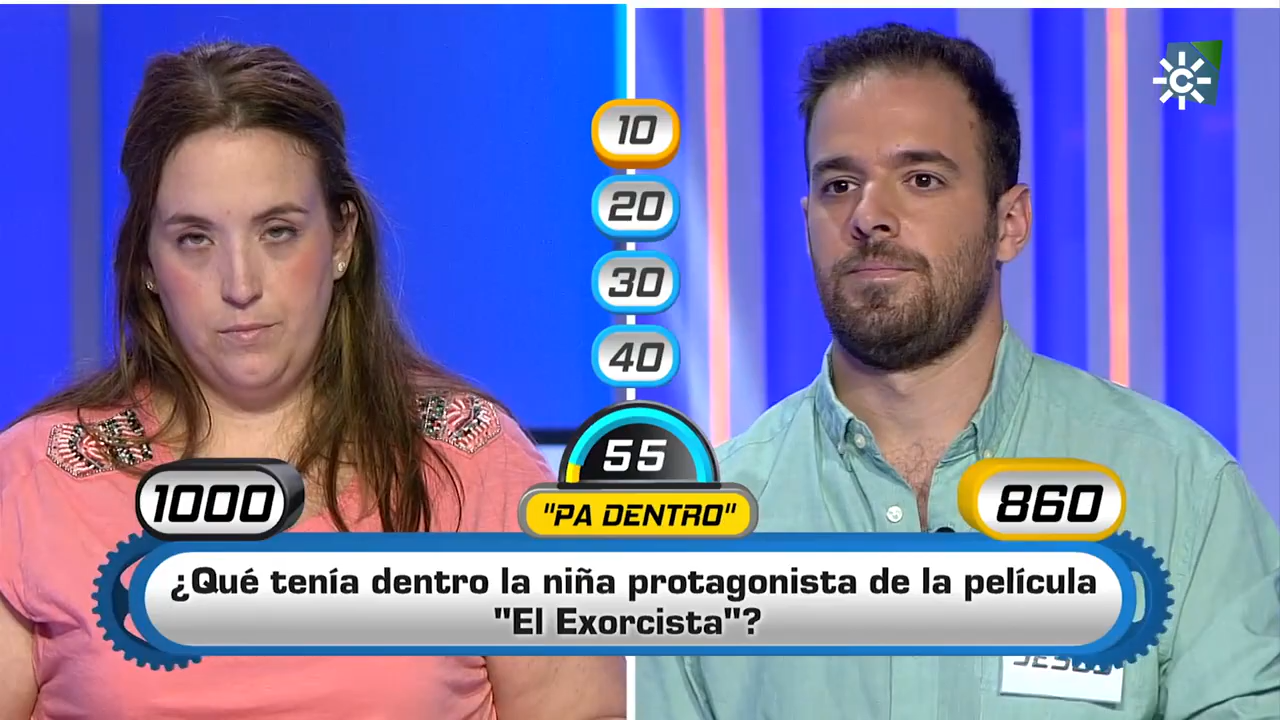 10
20
30
40
55
1000
"PA DENTRO"
860
¿Qué tenía dentro la niña protagonista de la película
"El Exorcista"?